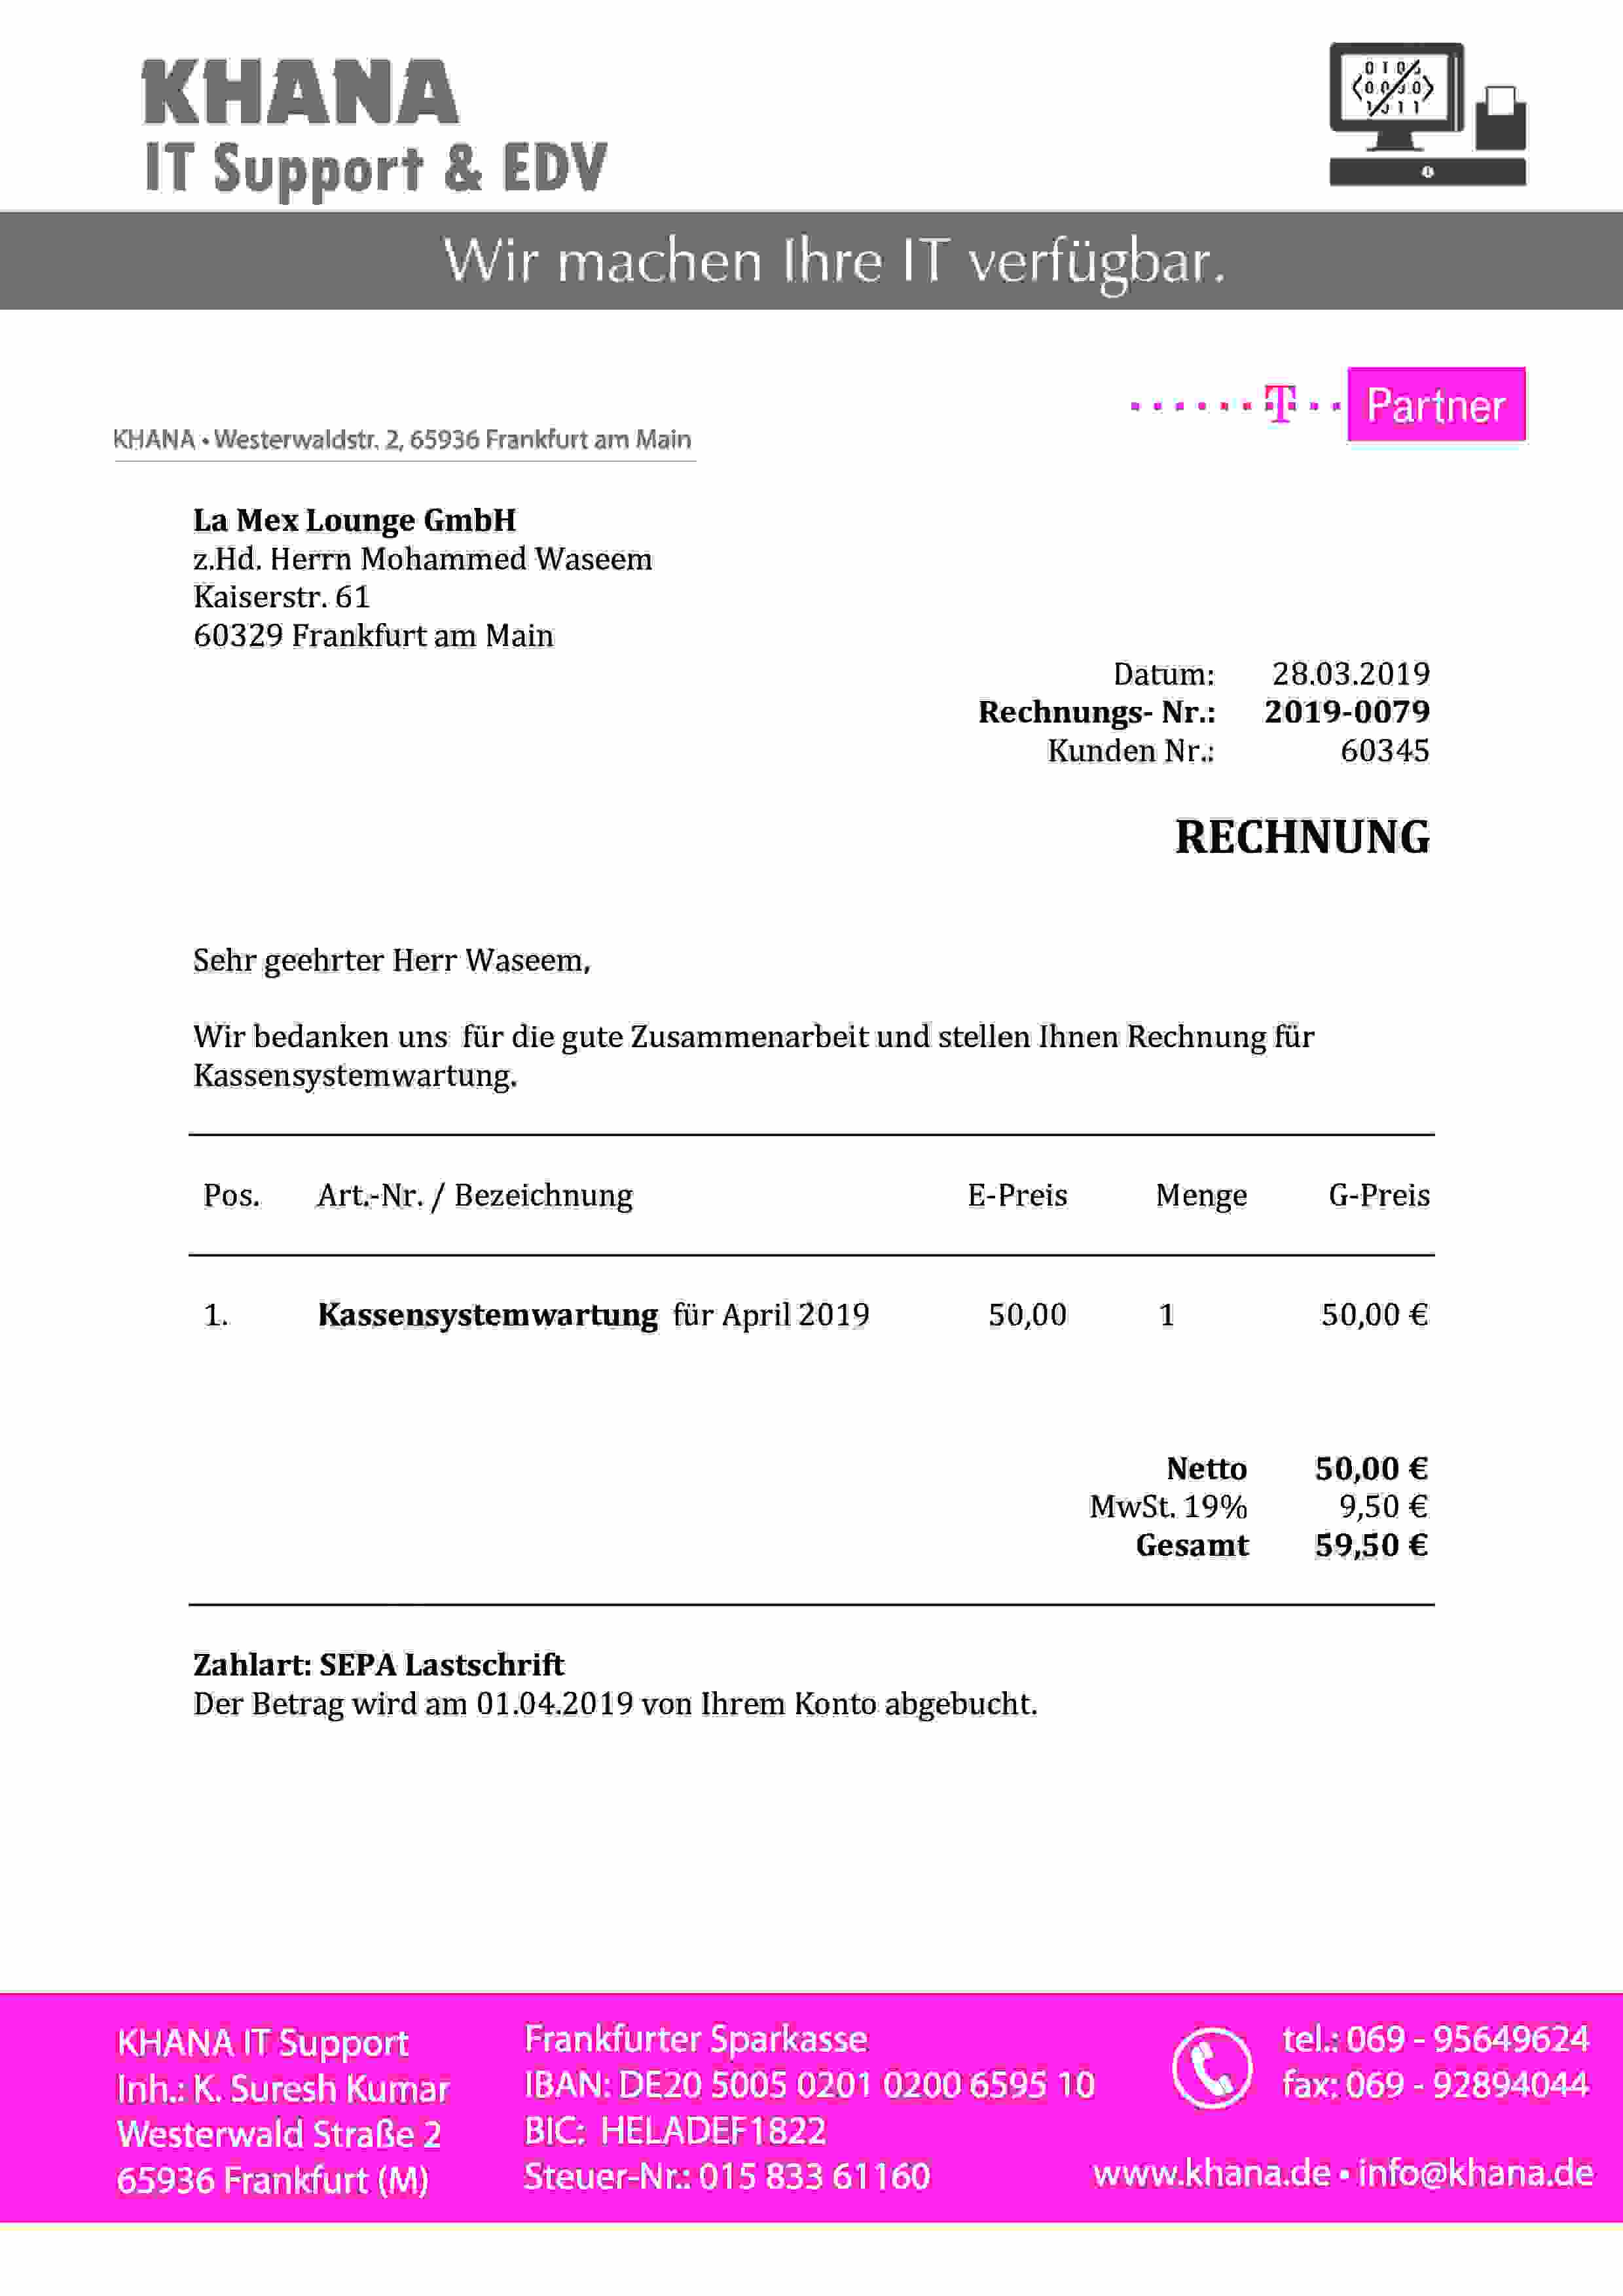 KHANA
IT Support & EDV
Wir machen Ihre IT verfügbar.
T Partner
KHANA • Westerwaldstr. 2, 65936 Frankfurt am Main
La Mex Lounge GmbH
z.Hd. Herrn Mohammed Waseem
Kaiserstr. 61
60329 Frankfurt am Main
Datum: 28.03.2019
Rechnungs- Nr.: 2019-0079
Kunden Nr.: 60345
RECHNUNG
Sehr geehrter Herr Waseem,
Wir bedanken uns für die gute Zusammenarbeit und stellen Ihnen Rechnung für
Kassensystemwartung.
Pos. Art.-Nr. / Bezeichnung E-Preis Menge G-Preis
1. Kassensystemwartung für April 2019 50,00 1 50,00 €
Netto 50,00 €
MwSt. 19% 9,50 €
Gesamt 59,50 €
Zahlart: SEPA Lastschrift
Der Betrag wird am 01.04.2019 von Ihrem Konto abgebucht.
KHANA IT Support
Inh.: K. Suresh Kumar
Westerwald Straße 2
65936 Frankfurt (M)
Frankfurter Sparkasse
IBAN: DE20 5005 0201 0200 6595 10
BIC: HELADEF1822
Steuer-Nr.: 015 833 61160
tel.: 069 - 95649624
fax: 069 - 92894044
www.khana.de • info@khana.de